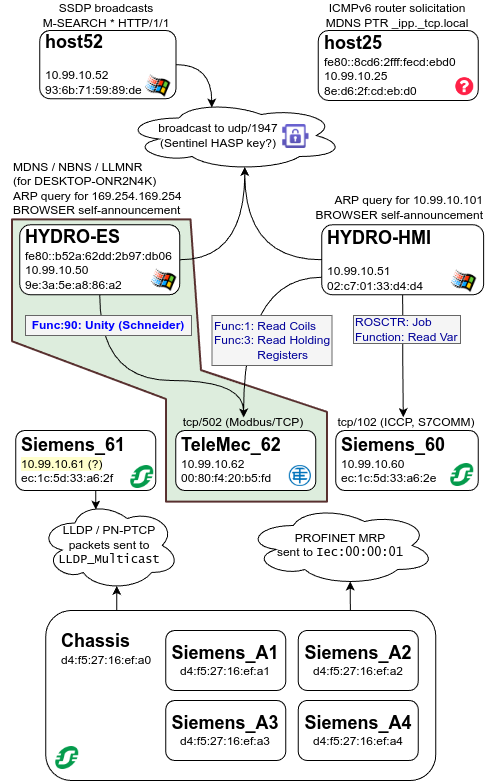 SSDP broadcasts
M-SEARCH * HTTP/1/1
host52
10.99.10.52
93:6b:71:59:89:de
ICMPv6 router solicitation
MDNS PTR _ipp._tcp.local
host25
fe80::8cd6:2fff:fecd:ebd0
10.99.10.25
8e:d6:2f:cd:eb:d0
?
broadcast to udp/1947
(Sentinel HASP key?)
MDNS / NBNS / LLMNR
(for DESKTOP-ONR2N4K)
ARP query for 169.254.169.254
BROWSER self-announcement
HYDRO-ES
fe80::b52a:62dd:2b97:db06
10.99.10.50
9e:3a:5e:a8:86:a2
ARP query for 10.99.10.101
BROWSER self-announcement
HYDRO-HMI
10.99.10.51
02:c7:01:33:d4:d4
Func:90: Unity (Schneider)
Func:1: Read Coils
Func:3: Read Holding
Registers
ROSCTR: Job
Function: Read Var
Siemens_61
10.99.10.61 (?)
ec:1c:5d:33:a6:2f
tcp/502 (Modbus/TCP)
TeleMec_62
10.99.10.62
00:80:f4:20:b5:fd
tcp/102 (ICCP, S7COMM)
Siemens_60
10.99.10.60
ec:1c:5d:33:a6:2e
LLDP / PN-PTCP
packets sent to
LLDP_Multicast
PROFINET MRP
sent to Iec:00:00:01
Chassis
d4:f5:27:16:ef:a0
Siemens_A1
d4:f5:27:16:ef:a1
Siemens_A2
d4:f5:27:16:ef:a2
Siemens_A3
d4:f5:27:16:ef:a3
Siemens_A4
d4:f5:27:16:ef:a4